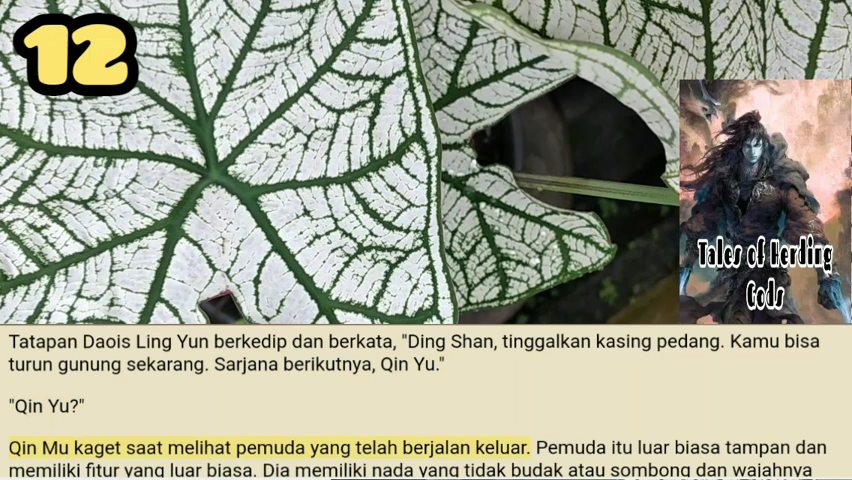 12
Tales of Herding
Gods
Tatapan Daois Ling Yun berkedip dan berkata, "Ding Shan, tinggalkan kasing pedang. Kamu bisa
turun gunung sekarang. Sarjana berikutnya, Qin Yu."
"Qin Yu?"
Qin Mu kaget saat melihat pemuda yang telah berjalan keluar. Pemuda itu luar biasa tampan dan
memiliki fitur yang luar biasa. Dia memiliki nada yang tidak budak atau sombong dan wajahnya